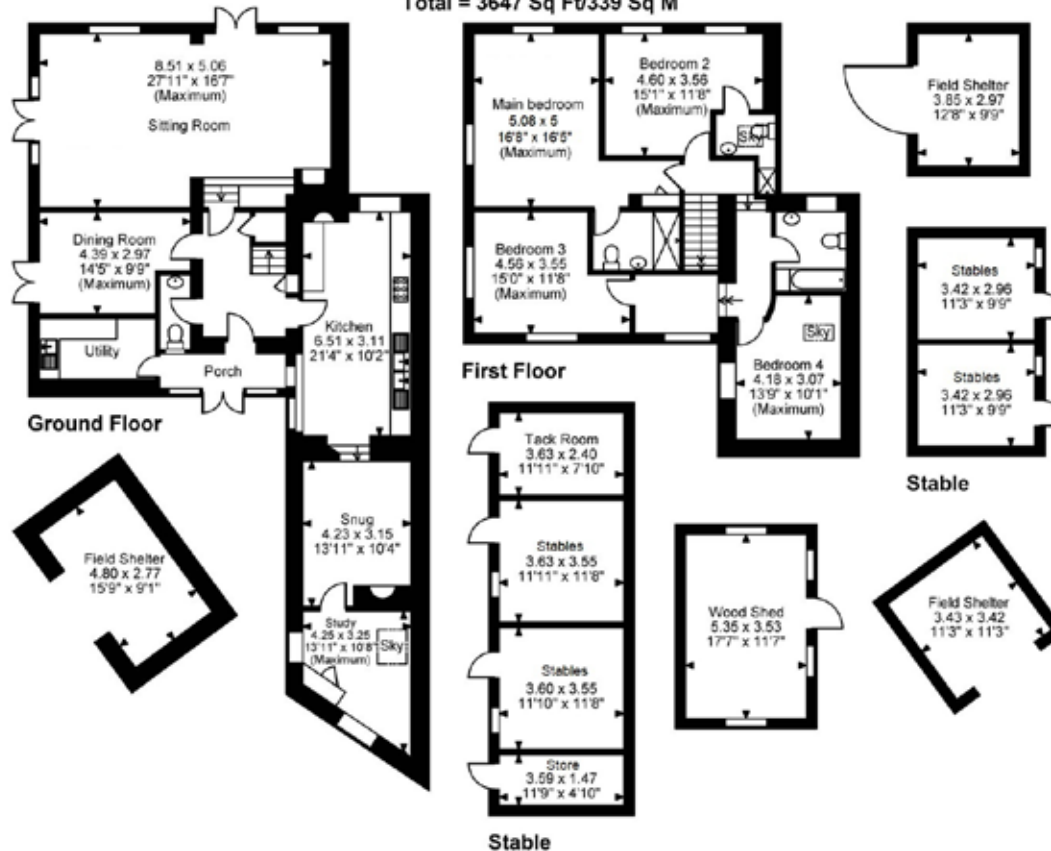 Total = 3647 Sq Ft/339 Sq M
8.51 x 5.06
27'11" x 16'7"
(Maximum)
Sitting Room
Dining Room
4.39 x 2.97
14'5" x 9'9"
(Maximum)
Utility
Porch
Kitchen
6.51 x 3.11
21'4" x 10'2"
Ground Floor
Snug
4.23 x 3.15
13'11" x 10'4"
Study
4.25 x 3.25
13'11" x 10'8"
(Maximum)
Sky
Field Shelter
4.80 x 2.77
15'9" x 9'1"
Main bedroom
5.08 x 5
16'8" x 16'5"
(Maximum)
Bedroom 2
4.60 x 3.56
15'1" x 11'8"
(Maximum)
Sky
Bedroom 3
4.56 x 3.55
15'0" x 11'8"
(Maximum)
Sky
Bedroom 4
4.18 x 3.07
13'9" x 10'1"
(Maximum)
First Floor
Field Shelter
3.85 x 2.97
12'8" x 9'9"
Stables
3.42 x 2.96
11'3" x 9'9"
Stables
3.42 x 2.96
11'3" x 9'9"
Stable
Tack Room
3.63 x 2.40
11'11" x 7'10"
Stables
3.63 x 3.55
11'11" x 11'8"
Stables
3.60 x 3.55
11'10" x 11'8"
Store
3.59 x 1.47
11'9" x 4'10"
Stable
Wood Shed
5.35 x 3.53
17'7" x 11'7"
Field Shelter
3.43 x 3.42
11'3" x 11'3"